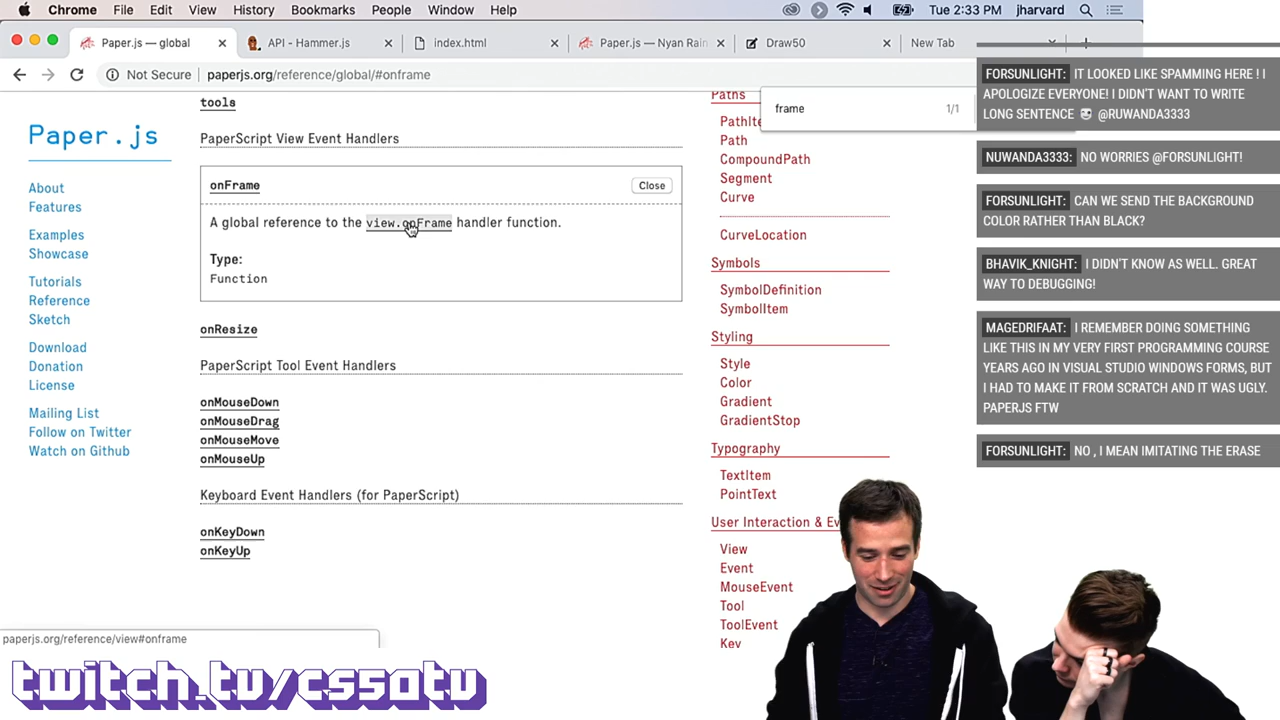 Chrome File Edit View History Bookmarks People Window Help Tue 2:33 PM jharvard
Paper.js — global API - Hammer.js index.html Paper.js — Nyan Rain Draw50 New Tab
Not Secure paperjs.org/reference/global/#onframe
frame 1/1
Paper.js
About
Features
Examples
Showcase
Tutorials
Reference
Sketch
Download
Donation
License
Mailing List
Follow on Twitter
Watch on Github
tools
PaperScript View Event Handlers
onFrame Close
A global reference to the view.onFrame handler function.
Type:
Function
onResize
PaperScript Tool Event Handlers
onMouseDown
onMouseDrag
onMouseMove
onMouseUp
Keyboard Event Handlers (for PaperScript)
onKeyDown
onKeyUp
Paths
PathIte
Path
CompoundPath
Segment
Curve
CurveLocation
Symbols
SymbolDefinition
SymbolItem
Styling
Style
Color
Gradient
GradientStop
Typography
TextItem
PointText
User Interaction & Ev
View
Event
MouseEvent
Tool
ToolEvent
Key
FORSUNLIGHT: IT LOOKED LIKE SPAMMING HERE ! I
APOLOGIZE EVERYONE! I DIDN'T WANT TO WRITE
LONG SENTENCE @RUWANDA3333
NUWANDA3333: NO WORRIES @FORSUNLIGHT!
FORSUNLIGHT: CAN WE SEND THE BACKGROUND
COLOR RATHER THAN BLACK?
BHAVIK_KNIGHT: I DIDN'T KNOW AS WELL. GREAT
WAY TO DEBUGGING!
MAGEDRIFAAT: I REMEMBER DOING SOMETHING
LIKE THIS IN MY VERY FIRST PROGRAMMING COURSE
YEARS AGO IN VISUAL STUDIO WINDOWS FORMS, BUT
I HAD TO MAKE IT FROM SCRATCH AND IT WAS UGLY.
PAPERJS FTW
FORSUNLIGHT: NO , I MEAN IMITATING THE ERASE
paperjs.org/reference/view#onframe
twitch.tv/cs50tv